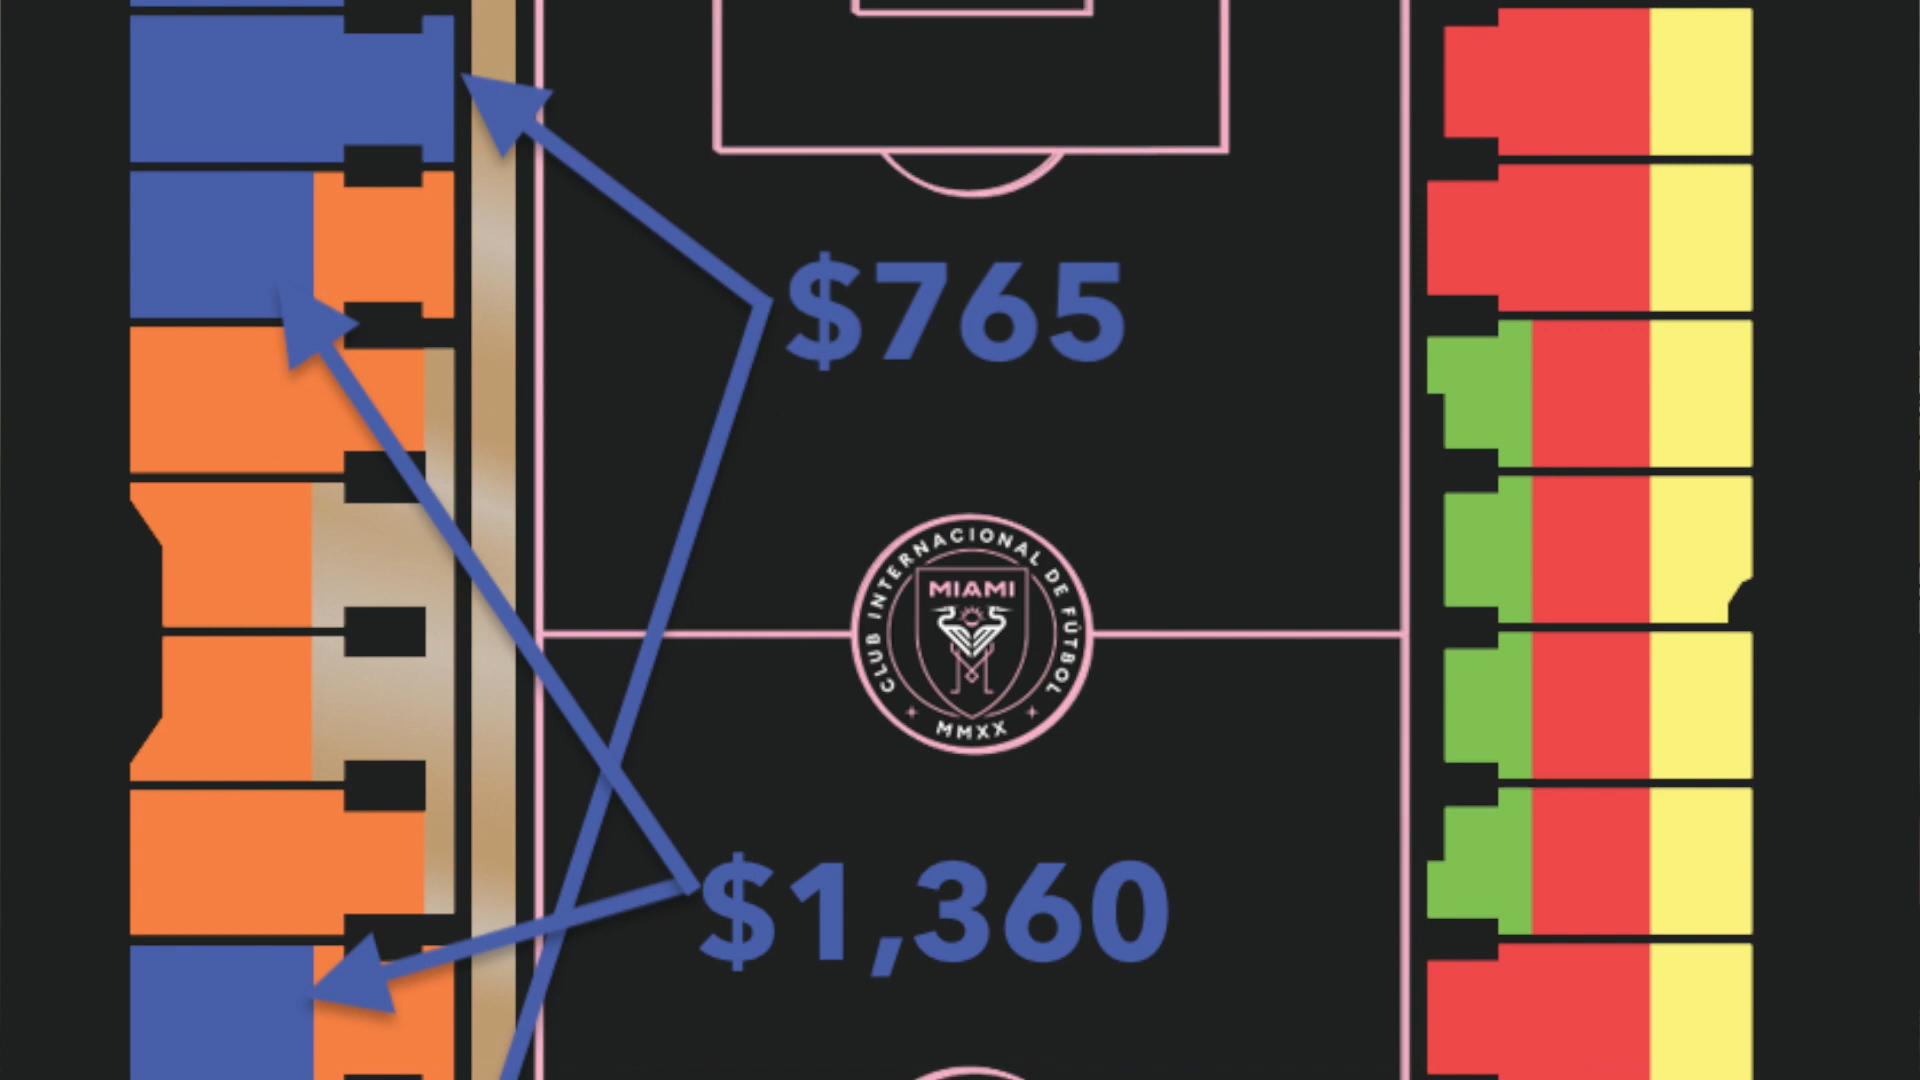 $765
CLUB INTERNACIONAL DE FÚTBOL
MIAMI
MMXX
$1,360